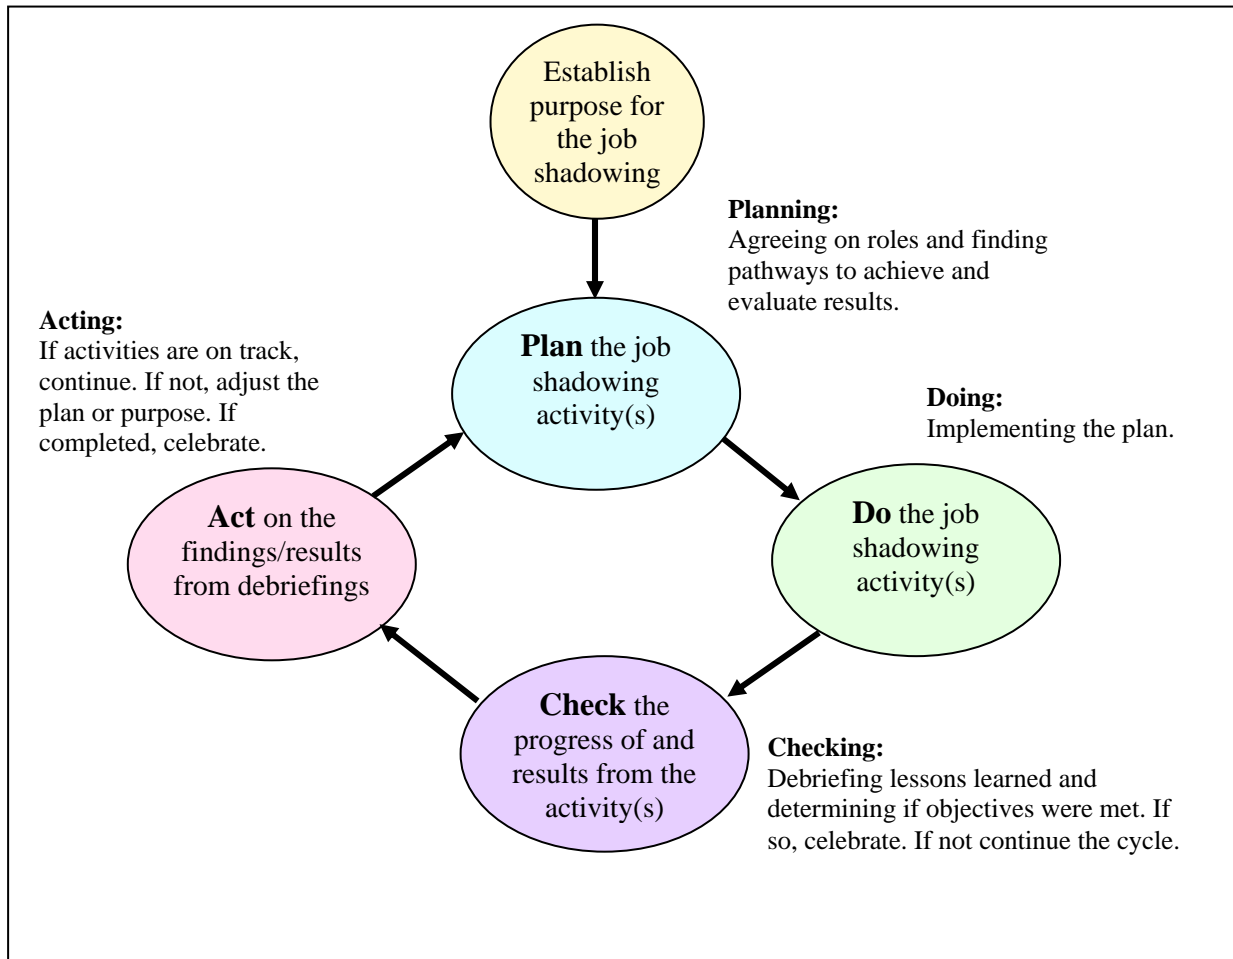 Establish
purpose for
the job
shadowing
Planning:
Agreeing on roles and finding
pathways to achieve and
evaluate results.
Plan the job
shadowing
activity(s)
Doing:
Implementing the plan.
Do the job
shadowing
activity(s)
Check the
progress of and
results from the
activity(s)
Checking:
Debriefing lessons learned and
determining if objectives were met. If
so, celebrate. If not continue the cycle.
Act on the
findings/results
from debriefings
Acting:
If activities are on track,
continue. If not, adjust the
plan or purpose. If
completed, celebrate.